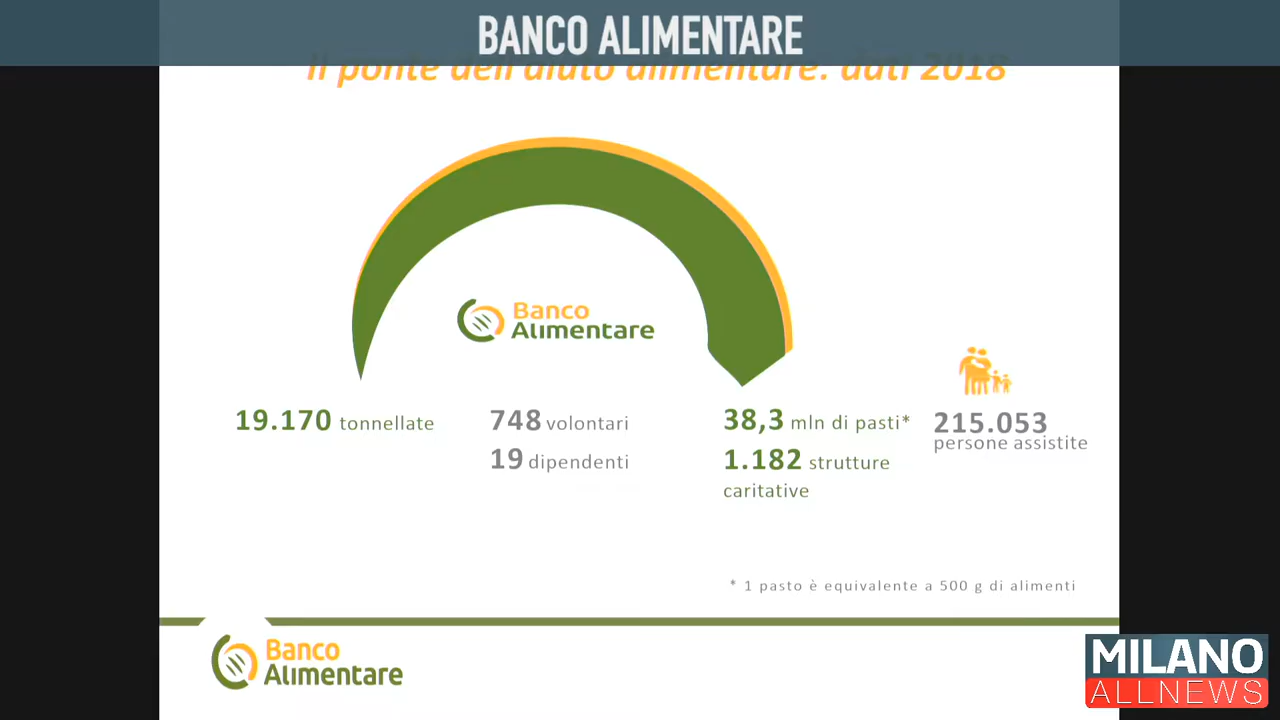 BANCO ALIMENTARE
Il ponte dell'aiuto alimentare: dati 2018
Banco
Alimentare
19.170 tonnellate
748 volontari
19 dipendenti
38,3 mln di pasti*
1.182 strutture
caritative
215.053
persone assistite
* 1 pasto è equivalente a 500 g di alimenti
Banco
Alimentare
MILANO
ALLNEWS